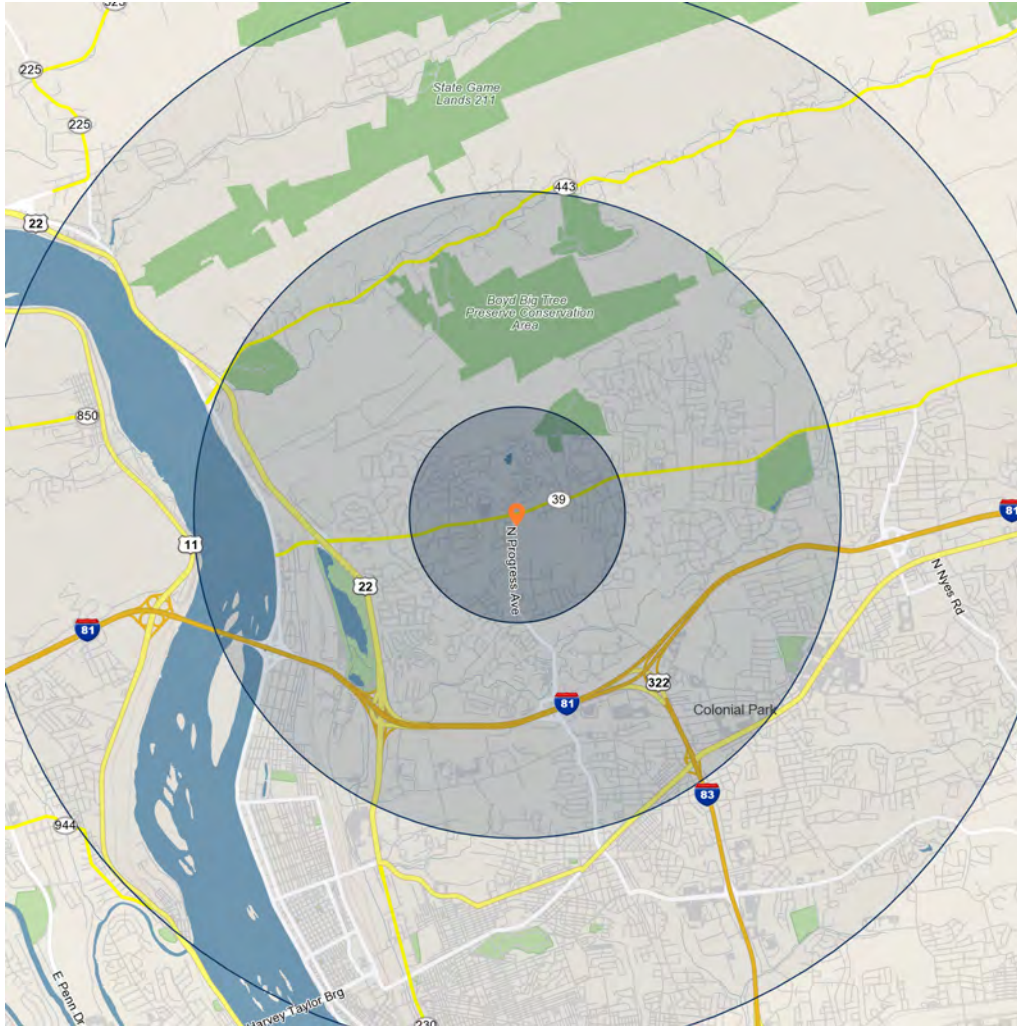 325
225
State Game
Lands 211
225
443
22
Boyd Big Tree
Preserve Conservation
Area
850
39
81
11
N Progress Ave
22
N Nyes Rd
81
322
81
Colonial Park
83
944
E Penn Dr
Harvey Taylor Brg
230